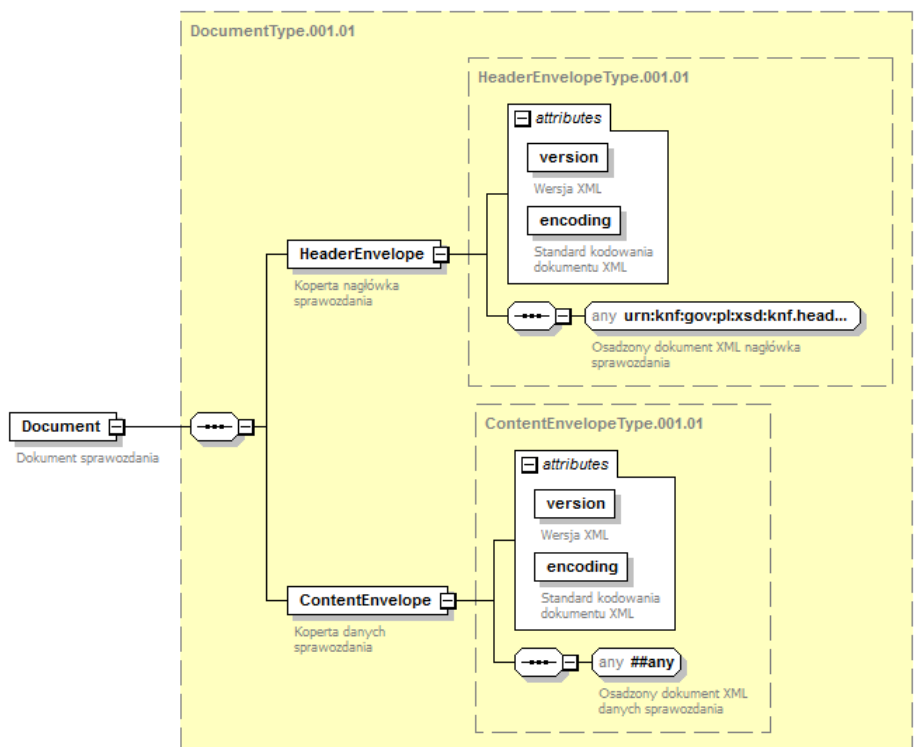 DocumentType.001.01
HeaderEnvelopeType.001.01
attributes
version
Wersja XML
encoding
Standard kodowania
dokumentu XML
HeaderEnvelope
Koperta nagłówka
sprawozdania
any urn:knf:gov:pl:xsd:knf.head...
Osadzony dokument XML nagłówka
sprawozdania
Document
Dokument sprawozdania
ContentEnvelopeType.001.01
attributes
version
Wersja XML
encoding
Standard kodowania
dokumentu XML
ContentEnvelope
Koperta danych
sprawozdania
any ##any
Osadzony dokument XML
danych sprawozdania